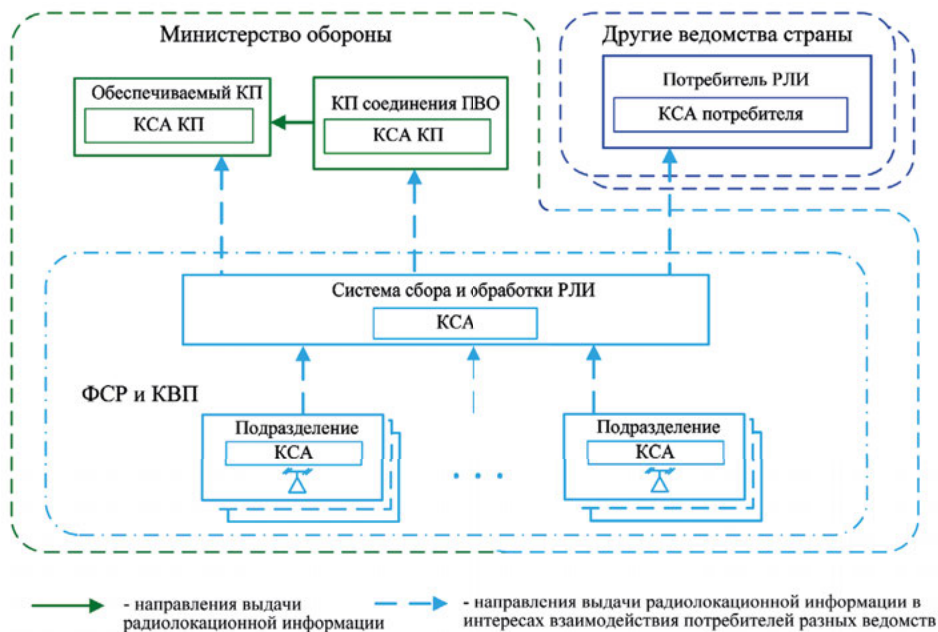 Министерство обороны
Другие ведомства страны
Обеспечиваемый КП
КСА КП
КП соединения ПВО
КСА КП
Потребитель РЛИ
КСА потребителя
Система сбора и обработки РЛИ
КСА
ФСР и КВП
Подразделение
КСА
. . .
Подразделение
КСА
- направления выдачи
радиолокационной информации
- направления выдачи радиолокационной информации в
интересах взаимодействия потребителей разных ведомств